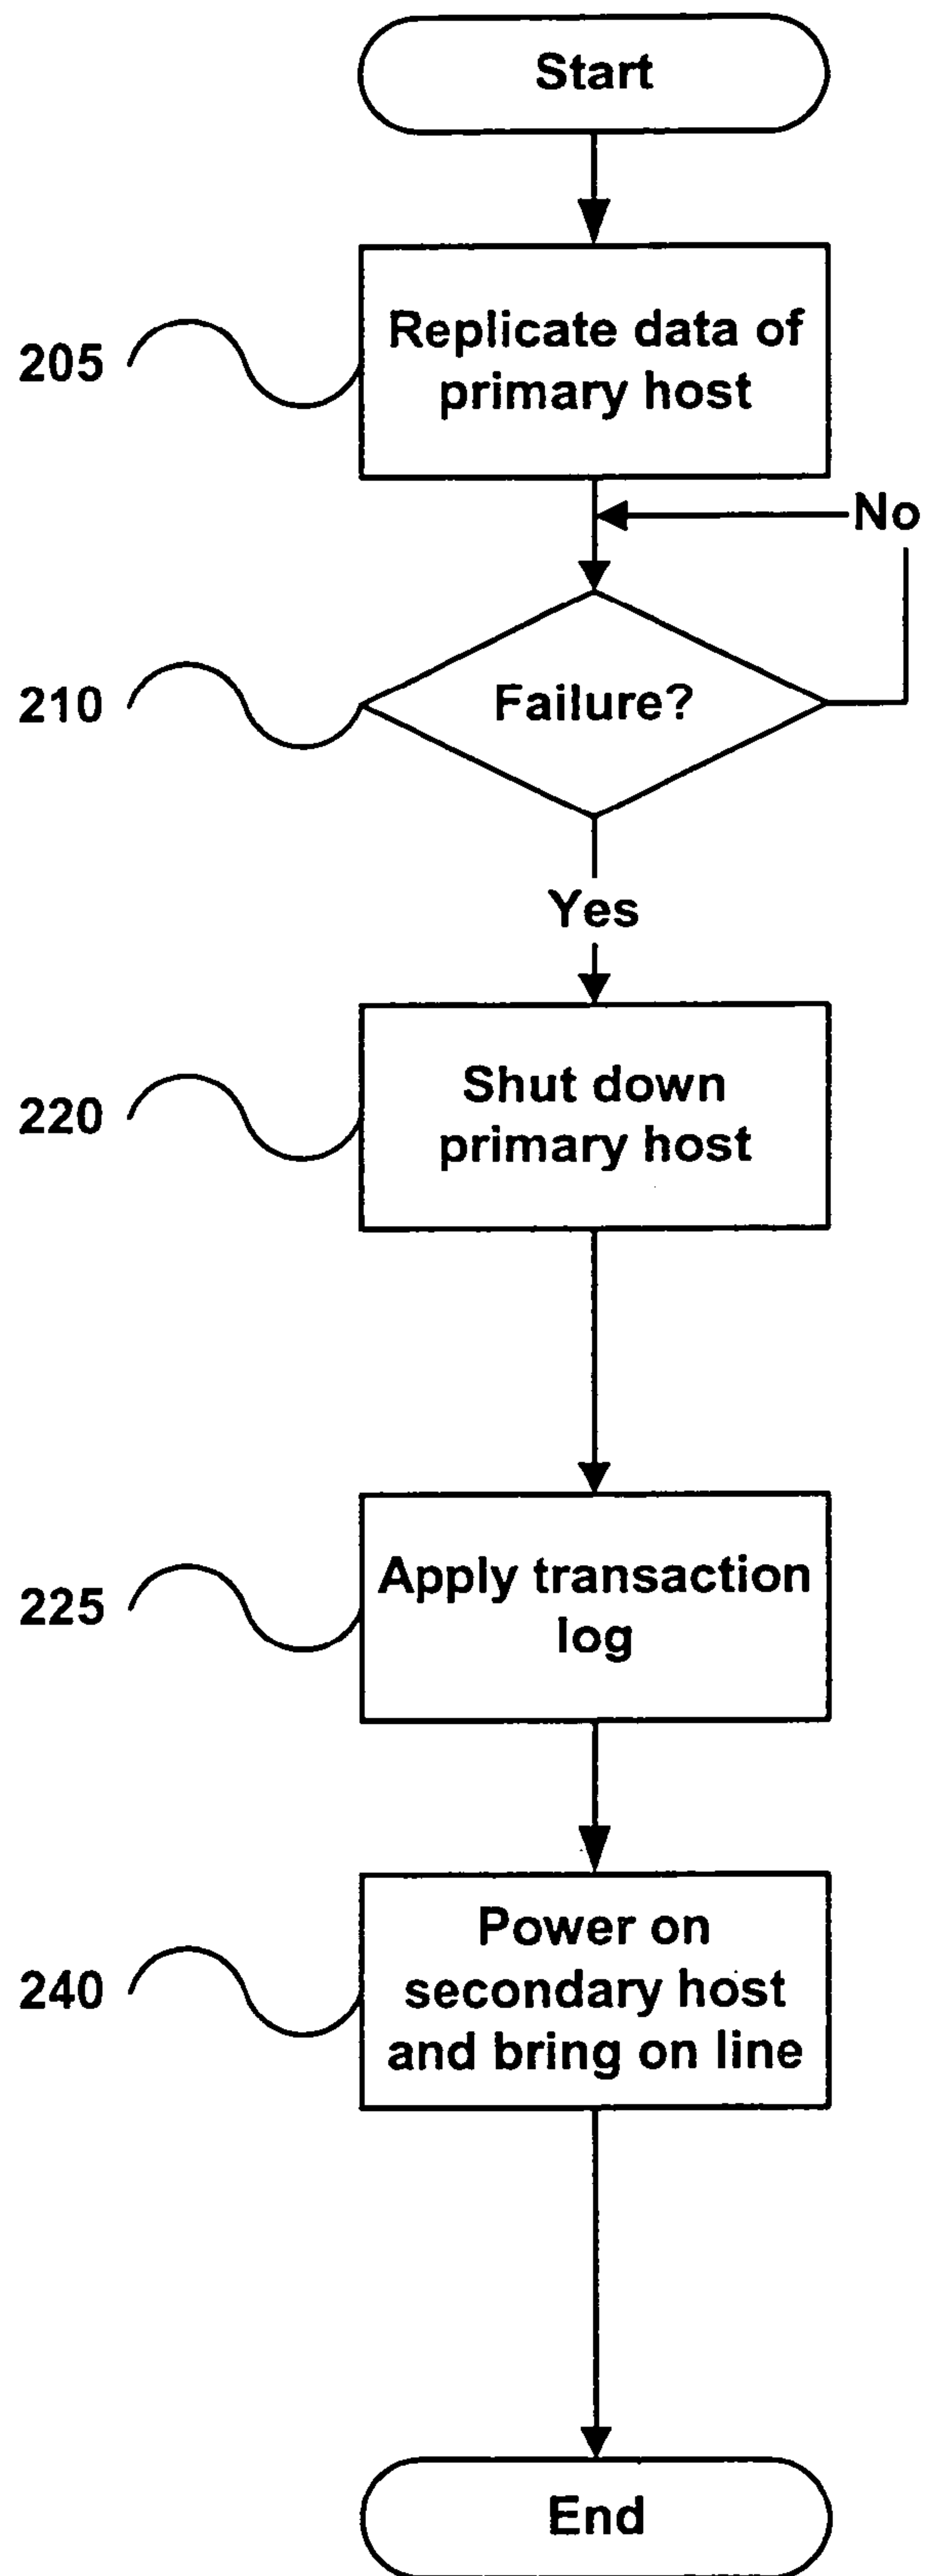 Start
205
Replicate data of
primary host
No
210
Failure?
Yes
220
Shut down
primary host
225
Apply transaction
log
240
Power on
secondary host
and bring on line
End